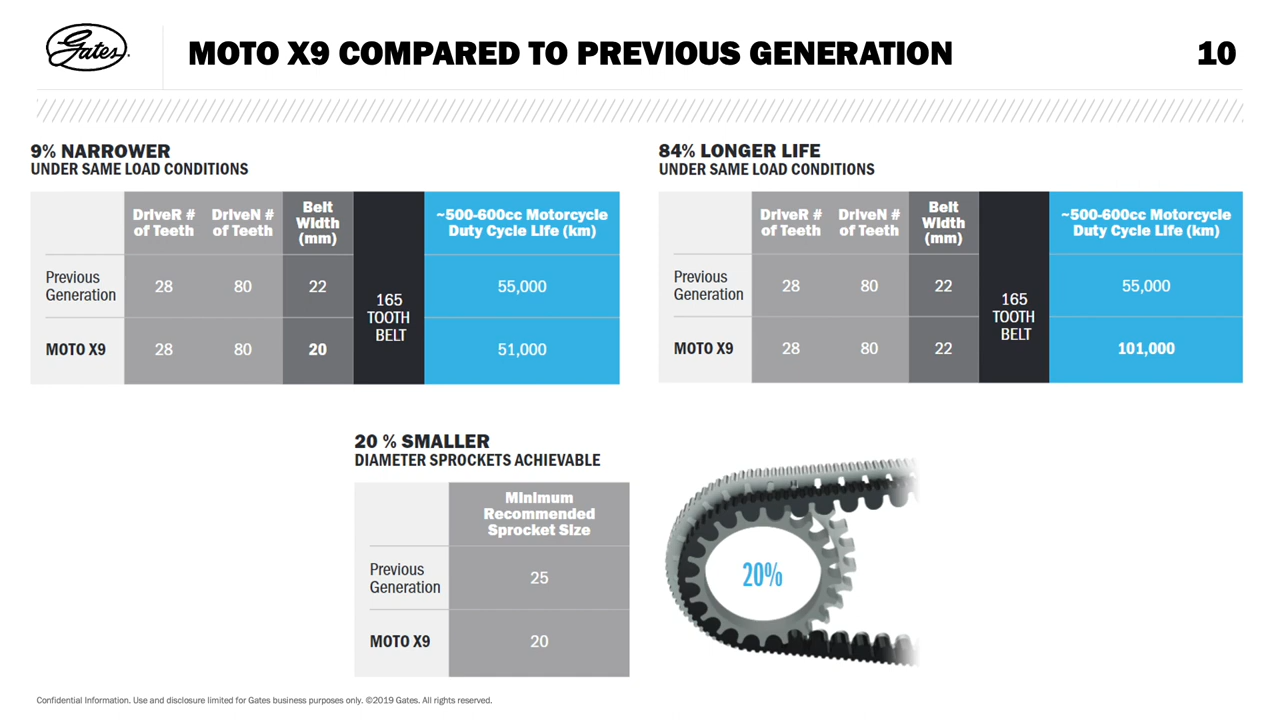 Gates
MOTO X9 COMPARED TO PREVIOUS GENERATION
10
9% NARROWER
UNDER SAME LOAD CONDITIONS
DriveR #
of Teeth
DriveN #
of Teeth
Belt
Width
(mm)
~500-600cc Motorcycle
Duty Cycle Life (km)
Previous
Generation
28
80
22
55,000
165
TOOTH
BELT
MOTO X9
28
80
20
51,000
84% LONGER LIFE
UNDER SAME LOAD CONDITIONS
DriveR #
of Teeth
DriveN #
of Teeth
Belt
Width
(mm)
~500-600cc Motorcycle
Duty Cycle Life (km)
Previous
Generation
28
80
22
55,000
165
TOOTH
BELT
MOTO X9
28
80
22
101,000
20 % SMALLER
DIAMETER SPROCKETS ACHIEVABLE
Minimum
Recommended
Sprocket Size
Previous
Generation
25
MOTO X9
20
20%
Confidential Information. Use and disclosure limited for Gates business purposes only. ©2019 Gates. All rights reserved.